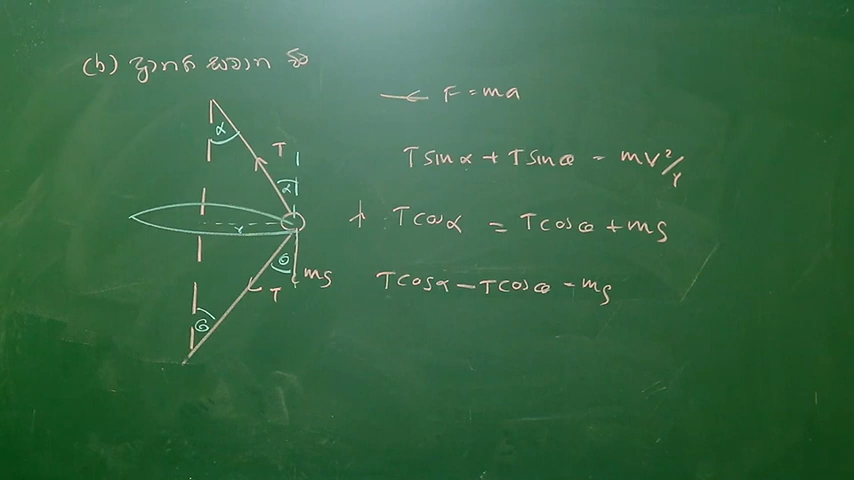 (b)
F = ma
T sin α + T sin θ = mv²/r
T cos α = T cos θ + mg
T cos α − T cos θ = mg
α
T
α
r
θ
mg
T
θ